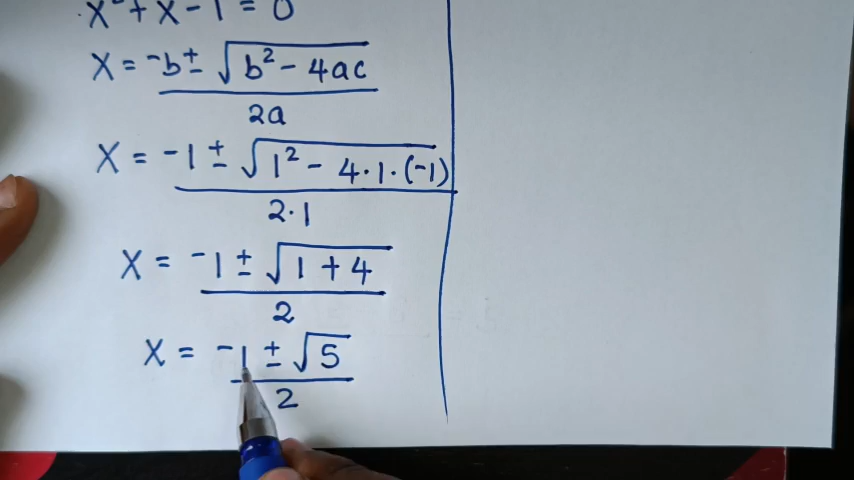 x² + x - 1 = 0
x = -b ± √(b² - 4ac) / 2a
x = -1 ± √(1² - 4·1·(-1)) / 2·1
x = -1 ± √(1 + 4) / 2
x = -1 ± √5 / 2